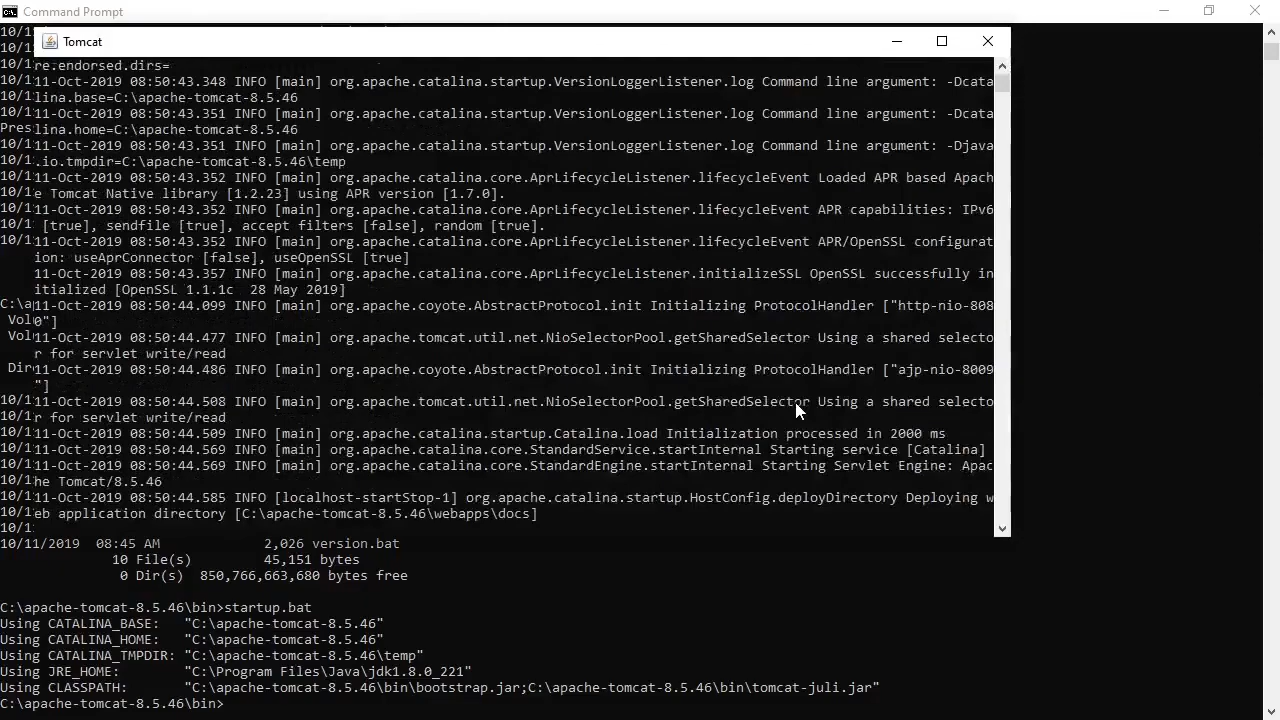 Command Prompt
Tomcat
re.endorsed.dirs=
11-Oct-2019 08:50:43.348 INFO [main] org.apache.catalina.startup.VersionLoggerListener.log Command line argument: -Dcata
lina.base=C:\apache-tomcat-8.5.46
11-Oct-2019 08:50:43.351 INFO [main] org.apache.catalina.startup.VersionLoggerListener.log Command line argument: -Dcata
lina.home=C:\apache-tomcat-8.5.46
11-Oct-2019 08:50:43.351 INFO [main] org.apache.catalina.startup.VersionLoggerListener.log Command line argument: -Djava
.io.tmpdir=C:\apache-tomcat-8.5.46\temp
11-Oct-2019 08:50:43.352 INFO [main] org.apache.catalina.core.AprLifecycleListener.lifecycleEvent Loaded APR based Apach
e Tomcat Native library [1.2.23] using APR version [1.7.0].
11-Oct-2019 08:50:43.352 INFO [main] org.apache.catalina.core.AprLifecycleListener.lifecycleEvent APR capabilities: IPv6
[true], sendfile [true], accept filters [false], random [true].
11-Oct-2019 08:50:43.352 INFO [main] org.apache.catalina.core.AprLifecycleListener.lifecycleEvent APR/OpenSSL configurat
ion: useAprConnector [false], useOpenSSL [true]
11-Oct-2019 08:50:43.357 INFO [main] org.apache.catalina.core.AprLifecycleListener.initializeSSL OpenSSL successfully in
itialized [OpenSSL 1.1.1c  28 May 2019]
11-Oct-2019 08:50:44.099 INFO [main] org.apache.coyote.AbstractProtocol.init Initializing ProtocolHandler ["http-nio-808
0"]
11-Oct-2019 08:50:44.477 INFO [main] org.apache.tomcat.util.net.NioSelectorPool.getSharedSelector Using a shared selecto
r for servlet write/read
11-Oct-2019 08:50:44.486 INFO [main] org.apache.coyote.AbstractProtocol.init Initializing ProtocolHandler ["ajp-nio-8009
"]
11-Oct-2019 08:50:44.508 INFO [main] org.apache.tomcat.util.net.NioSelectorPool.getSharedSelector Using a shared selecto
r for servlet write/read
11-Oct-2019 08:50:44.509 INFO [main] org.apache.catalina.startup.Catalina.load Initialization processed in 2000 ms
11-Oct-2019 08:50:44.569 INFO [main] org.apache.catalina.core.StandardService.startInternal Starting service [Catalina]
11-Oct-2019 08:50:44.569 INFO [main] org.apache.catalina.core.StandardEngine.startInternal Starting Servlet Engine: Apac
he Tomcat/8.5.46
11-Oct-2019 08:50:44.585 INFO [localhost-startStop-1] org.apache.catalina.startup.HostConfig.deployDirectory Deploying w
eb application directory [C:\apache-tomcat-8.5.46\webapps\docs]
10/11/2019  08:45 AM             2,026 version.bat
10 File(s)         45,151 bytes
0 Dir(s)  850,766,663,680 bytes free
C:\apache-tomcat-8.5.46\bin>startup.bat
Using CATALINA_BASE:   "C:\apache-tomcat-8.5.46"
Using CATALINA_HOME:   "C:\apache-tomcat-8.5.46"
Using CATALINA_TMPDIR: "C:\apache-tomcat-8.5.46\temp"
Using JRE_HOME:        "C:\Program Files\Java\jdk1.8.0_221"
Using CLASSPATH:       "C:\apache-tomcat-8.5.46\bin\bootstrap.jar;C:\apache-tomcat-8.5.46\bin\tomcat-juli.jar"
C:\apache-tomcat-8.5.46\bin>